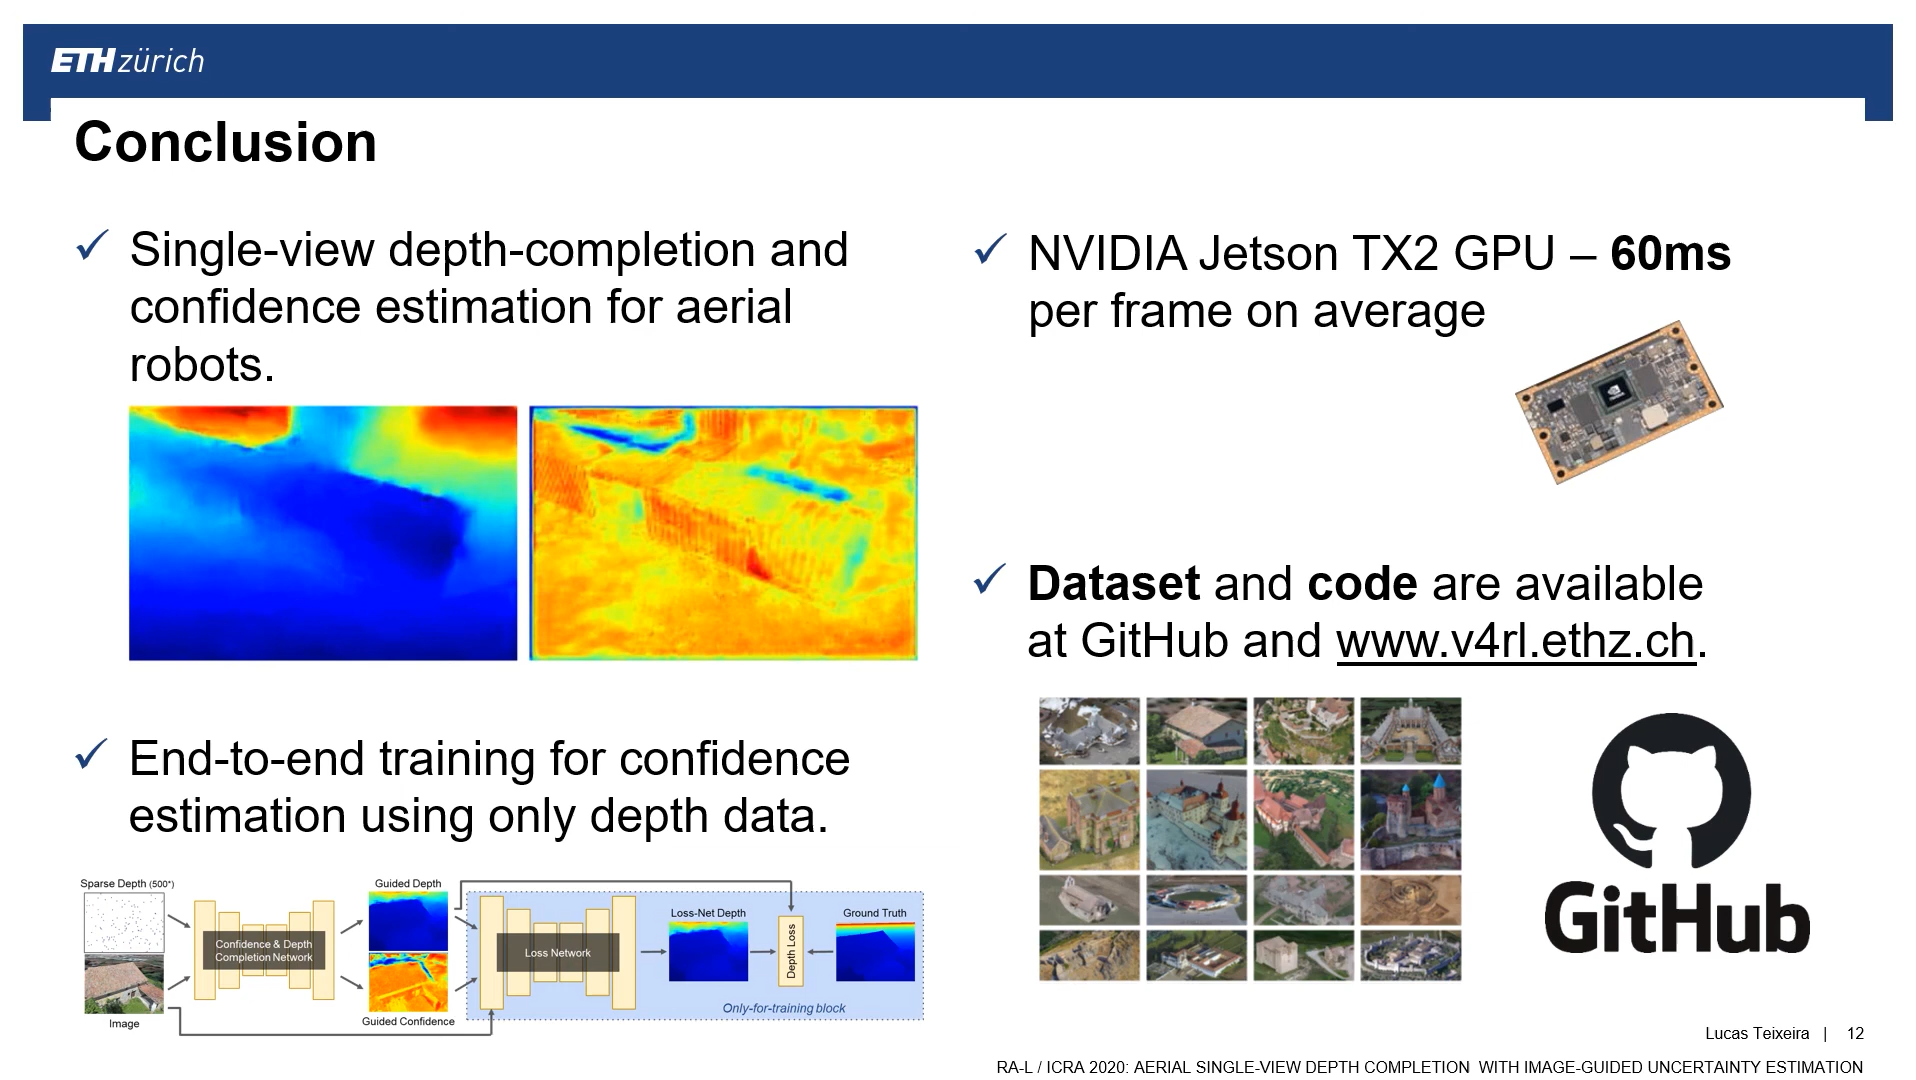 ETH zürich
Conclusion
✓ Single-view depth-completion and
confidence estimation for aerial
robots.
✓ End-to-end training for confidence
estimation using only depth data.
Sparse Depth (500*)
Image
Confidence & Depth
Completion Network
Guided Depth
Guided Confidence
Loss Network
Loss-Net Depth
Depth Loss
Ground Truth
Only-for-training block
✓ NVIDIA Jetson TX2 GPU – 60ms
per frame on average
✓ Dataset and code are available
at GitHub and www.v4rl.ethz.ch.
GitHub
Lucas Teixeira | 12
RA-L / ICRA 2020: AERIAL SINGLE-VIEW DEPTH COMPLETION WITH IMAGE-GUIDED UNCERTAINTY ESTIMATION